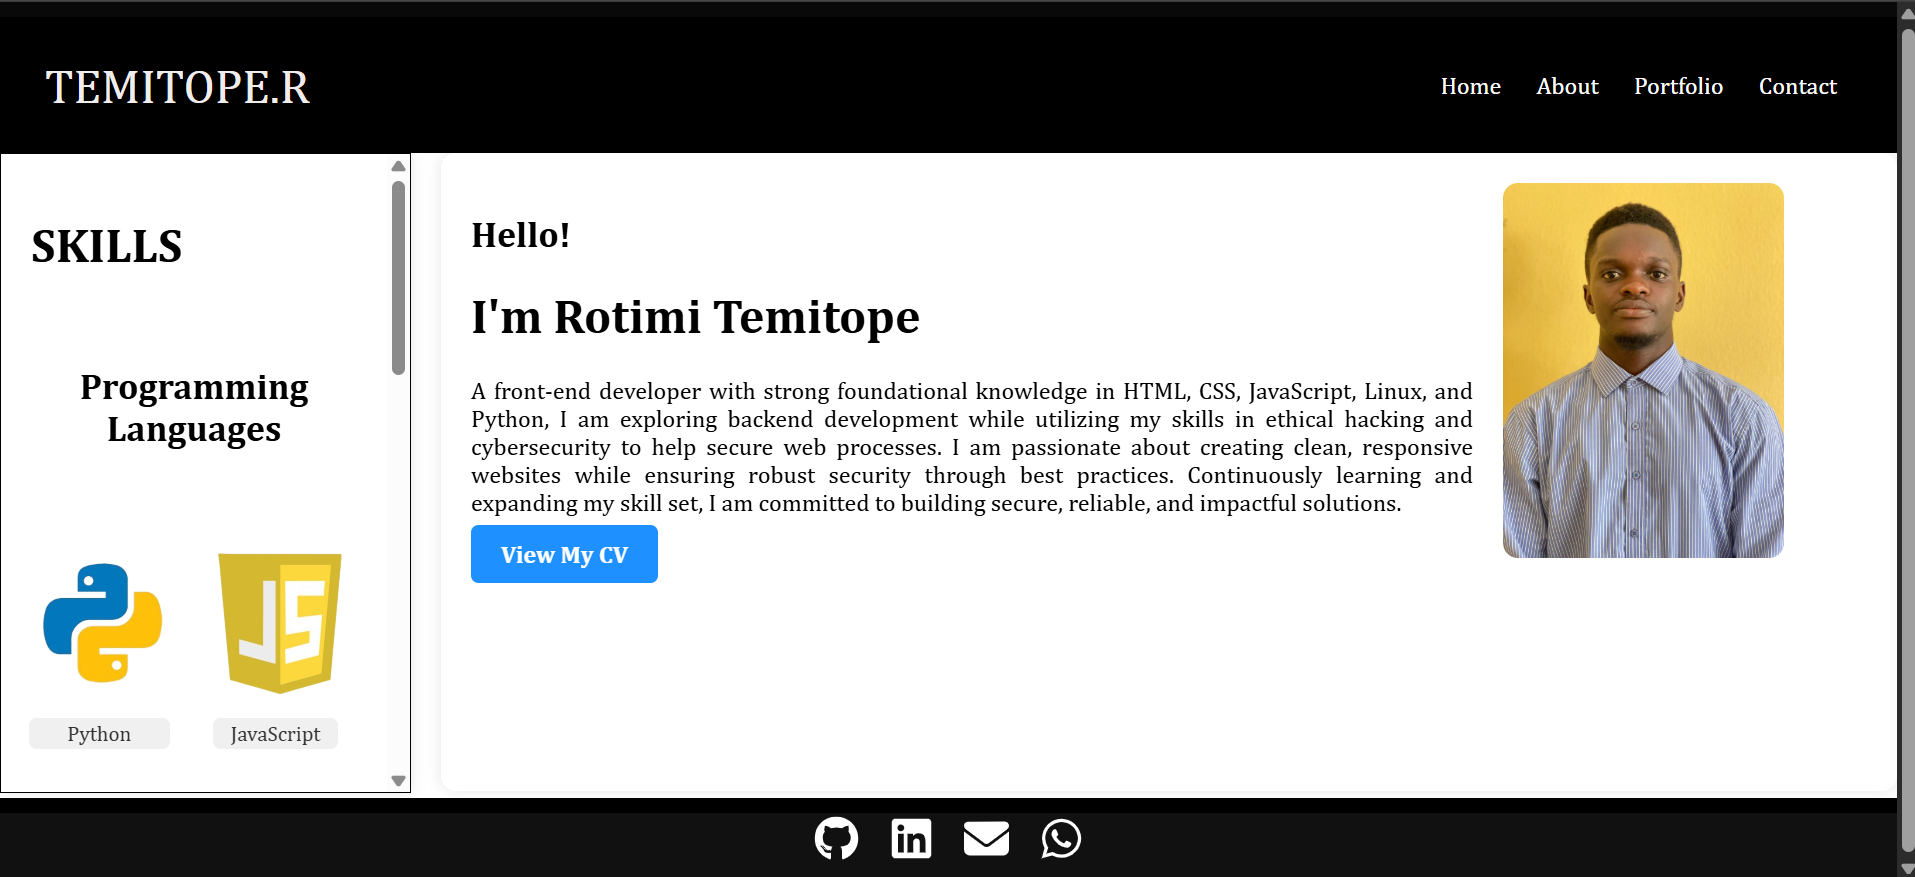 TEMITOPE.R
Home About Portfolio Contact
SKILLS
Programming
Languages
JS
Python JavaScript
Hello!
I'm Rotimi Temitope
A front-end developer with strong foundational knowledge in HTML, CSS, JavaScript, Linux, and
Python, I am exploring backend development while utilizing my skills in ethical hacking and
cybersecurity to help secure web processes. I am passionate about creating clean, responsive
websites while ensuring robust security through best practices. Continuously learning and
expanding my skill set, I am committed to building secure, reliable, and impactful solutions.
View My CV
in